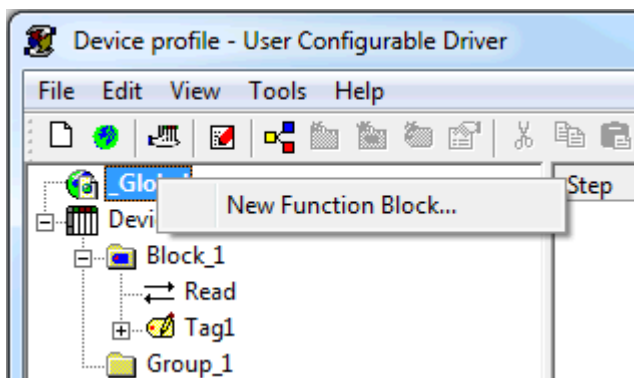 Device profile - User Configurable Driver
File Edit View Tools Help
Step
New Function Block...
Block_1
Read
Tag1
Group_1